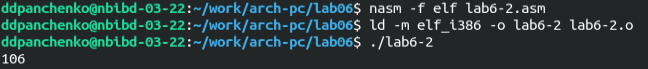 ddpanchenko@nbibd-03-22:~/work/arch-pc/lab06$ nasm -f elf lab6-2.asm
ddpanchenko@nbibd-03-22:~/work/arch-pc/lab06$ ld -m elf_i386 -o lab6-2 lab6-2.o
ddpanchenko@nbibd-03-22:~/work/arch-pc/lab06$ ./lab6-2
106